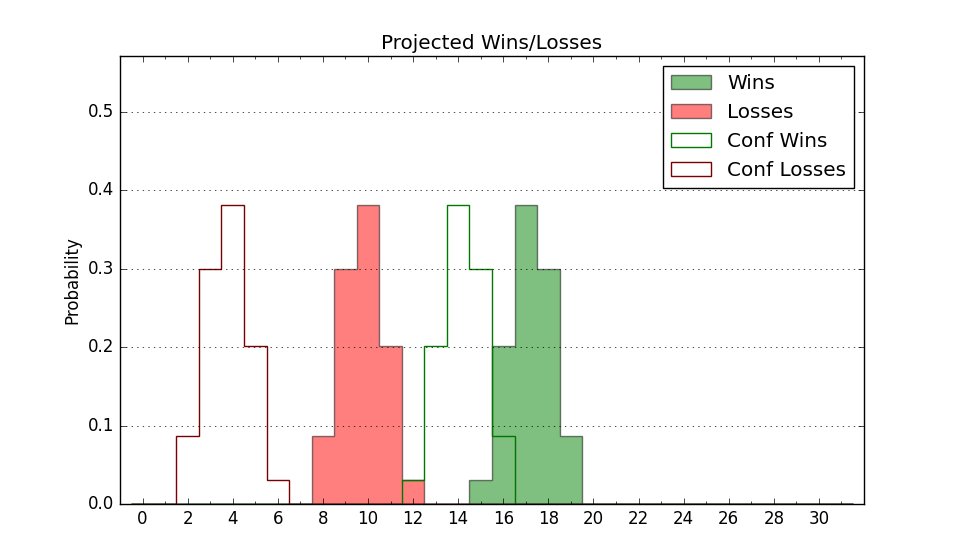 Projected Wins/Losses
Wins
Losses
Conf Wins
Conf Losses
Probability
0.5
0.4
0.3
0.2
0.1
0.0
0 2 4 6 8 10 12 14 16 18 20 22 24 26 28 30